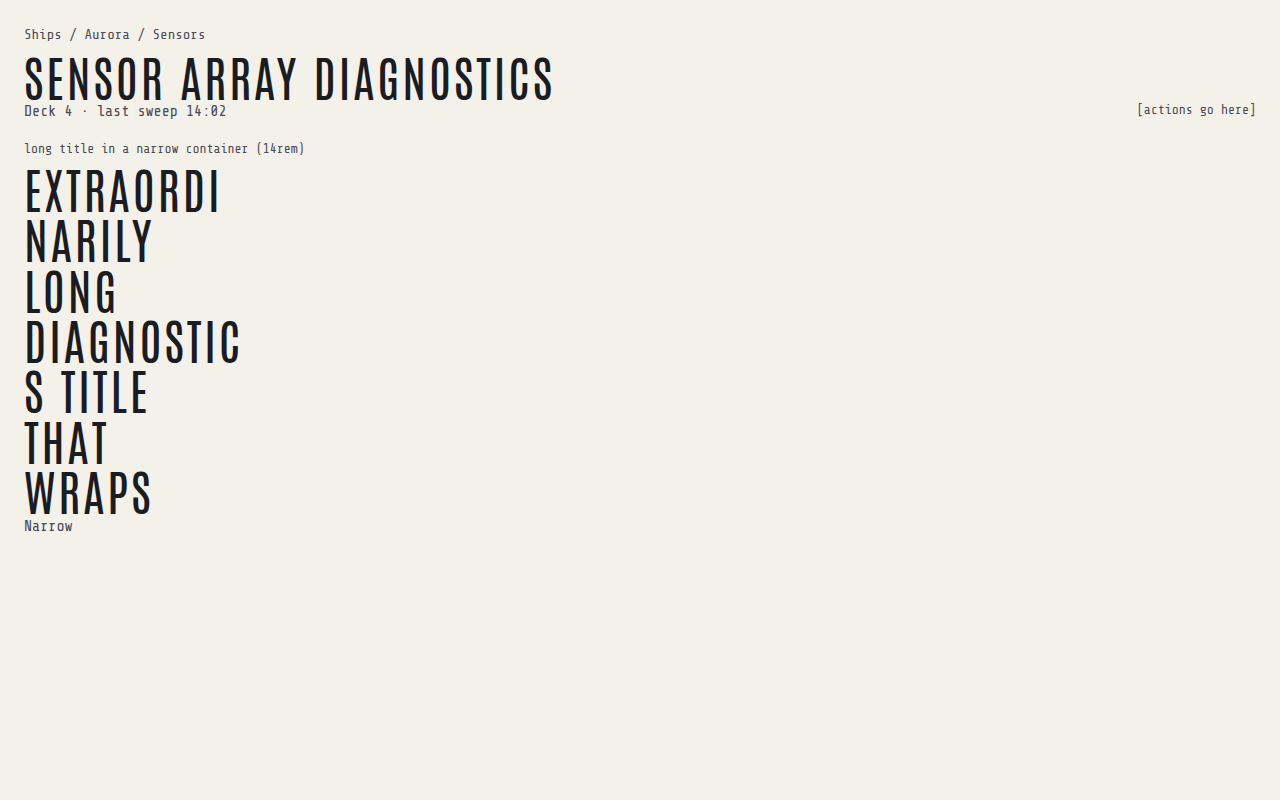 Ships / Aurora / Sensors
SENSOR ARRAY DIAGNOSTICS
Deck 4 · last sweep 14:02
[actions go here]
long title in a narrow container (14rem)
EXTRAORDI
NARILY
LONG
DIAGNOSTIC
S TITLE
THAT
WRAPS
Narrow